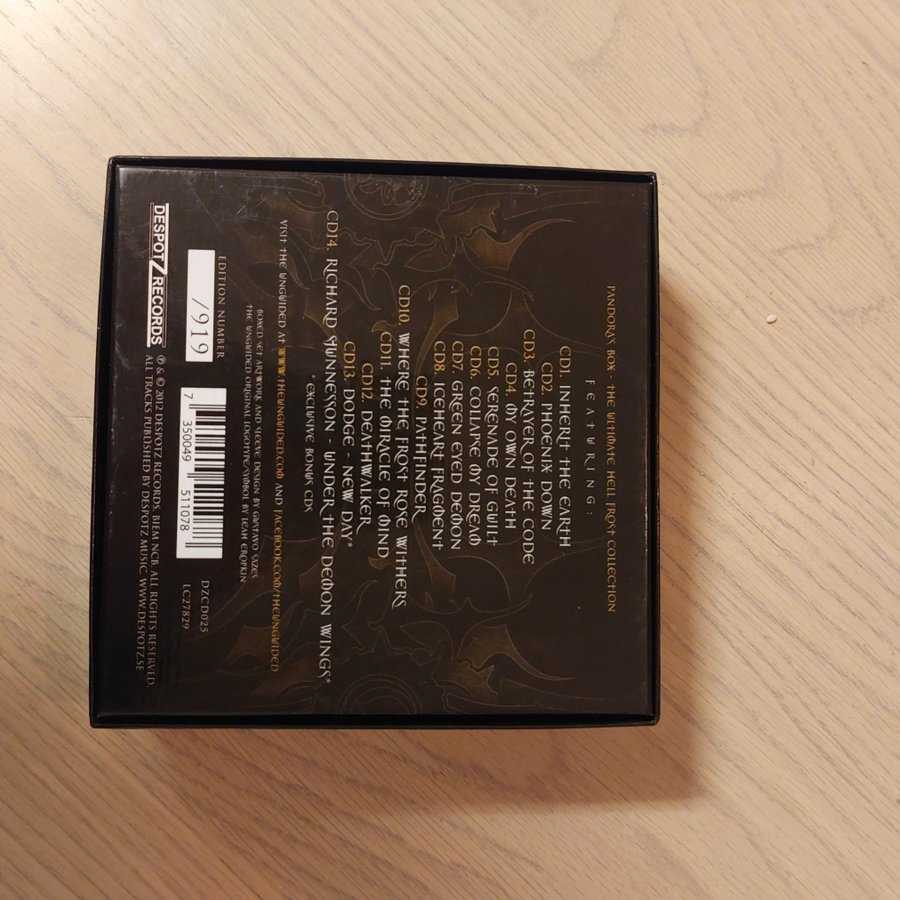 PANDORA'S BOX - THE ULTIMATE HELL FROST COLLECTION
FEATURING:
CD1. INHERIT THE EARTH
CD2. PHOENIX DOWN
CD3. BETRAYER OF THE CODE
CD4. MY OWN DEATH
CD5. SERENADE OF GUILT
CD6. COLLAPSE MY DREAM
CD7. GREEN EYED DEMON
CD8. ICEHEART FRAGMENT
CD9. PATHFINDER
CD10. WHERE THE FROST ROSE WITHERS
CD11. THE MIRACLE OF MIND
CD12. DEATHWALKER
CD13. DODGE - NEW DAY*
CD14. RICHARD SJUNNESSON - UNDER THE DEMON WINGS*
* EXCLUSIVE BONUS CDS
VISIT THE UNGUIDED AT WWW.THEUNGUIDED.COM AND FACEBOOK.COM/THEUNGUIDED
BOXED SET ARTWORK AND SLEEVE DESIGN BY GUSTAVO SAZES
THE UNGUIDED ORIGINAL LOGOTYPE/SYMBOL BY LEAH CROPKIN
EDITION NUMBER
/919
7 350049 511078
DZCD025
LC27829
DESPOTZ RECORDS
℗ & © 2012 DESPOTZ RECORDS. BIEM NCB. ALL RIGHTS RESERVED.
ALL TRACKS PUBLISHED BY DESPOTZ MUSIC. WWW.DESPOTZ.SE